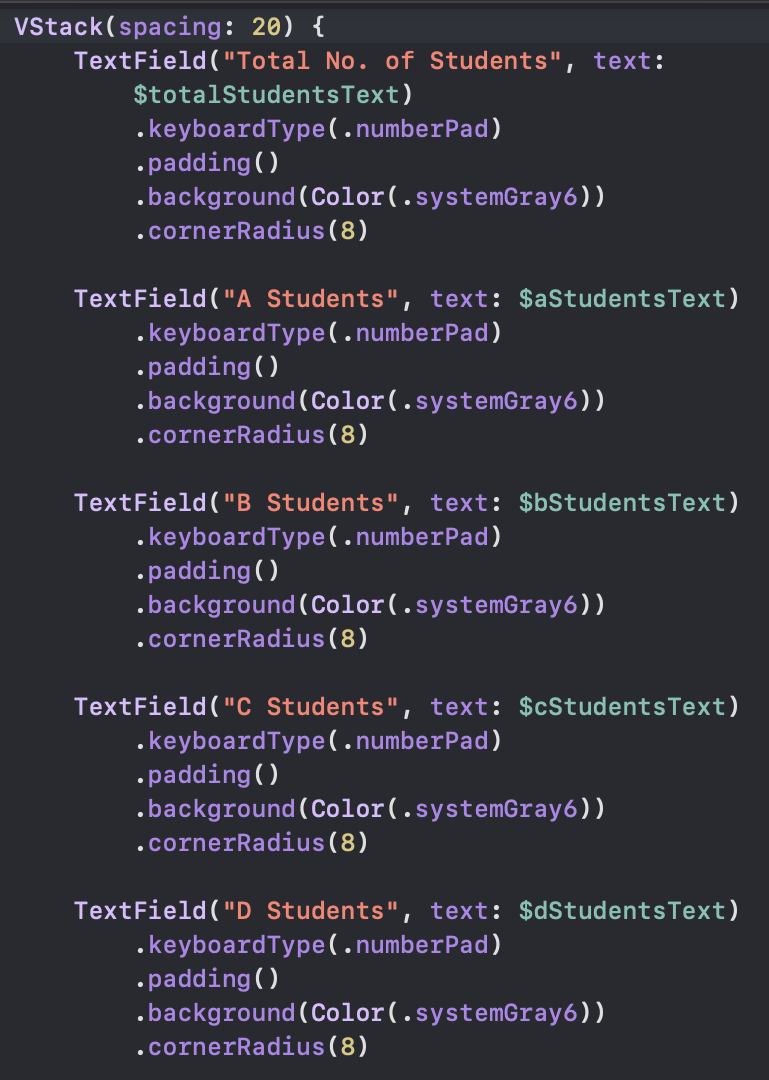 VStack(spacing: 20) {
    TextField("Total No. of Students", text:
        $totalStudentsText)
        .keyboardType(.numberPad)
        .padding()
        .background(Color(.systemGray6))
        .cornerRadius(8)

    TextField("A Students", text: $aStudentsText)
        .keyboardType(.numberPad)
        .padding()
        .background(Color(.systemGray6))
        .cornerRadius(8)

    TextField("B Students", text: $bStudentsText)
        .keyboardType(.numberPad)
        .padding()
        .background(Color(.systemGray6))
        .cornerRadius(8)

    TextField("C Students", text: $cStudentsText)
        .keyboardType(.numberPad)
        .padding()
        .background(Color(.systemGray6))
        .cornerRadius(8)

    TextField("D Students", text: $dStudentsText)
        .keyboardType(.numberPad)
        .padding()
        .background(Color(.systemGray6))
        .cornerRadius(8)